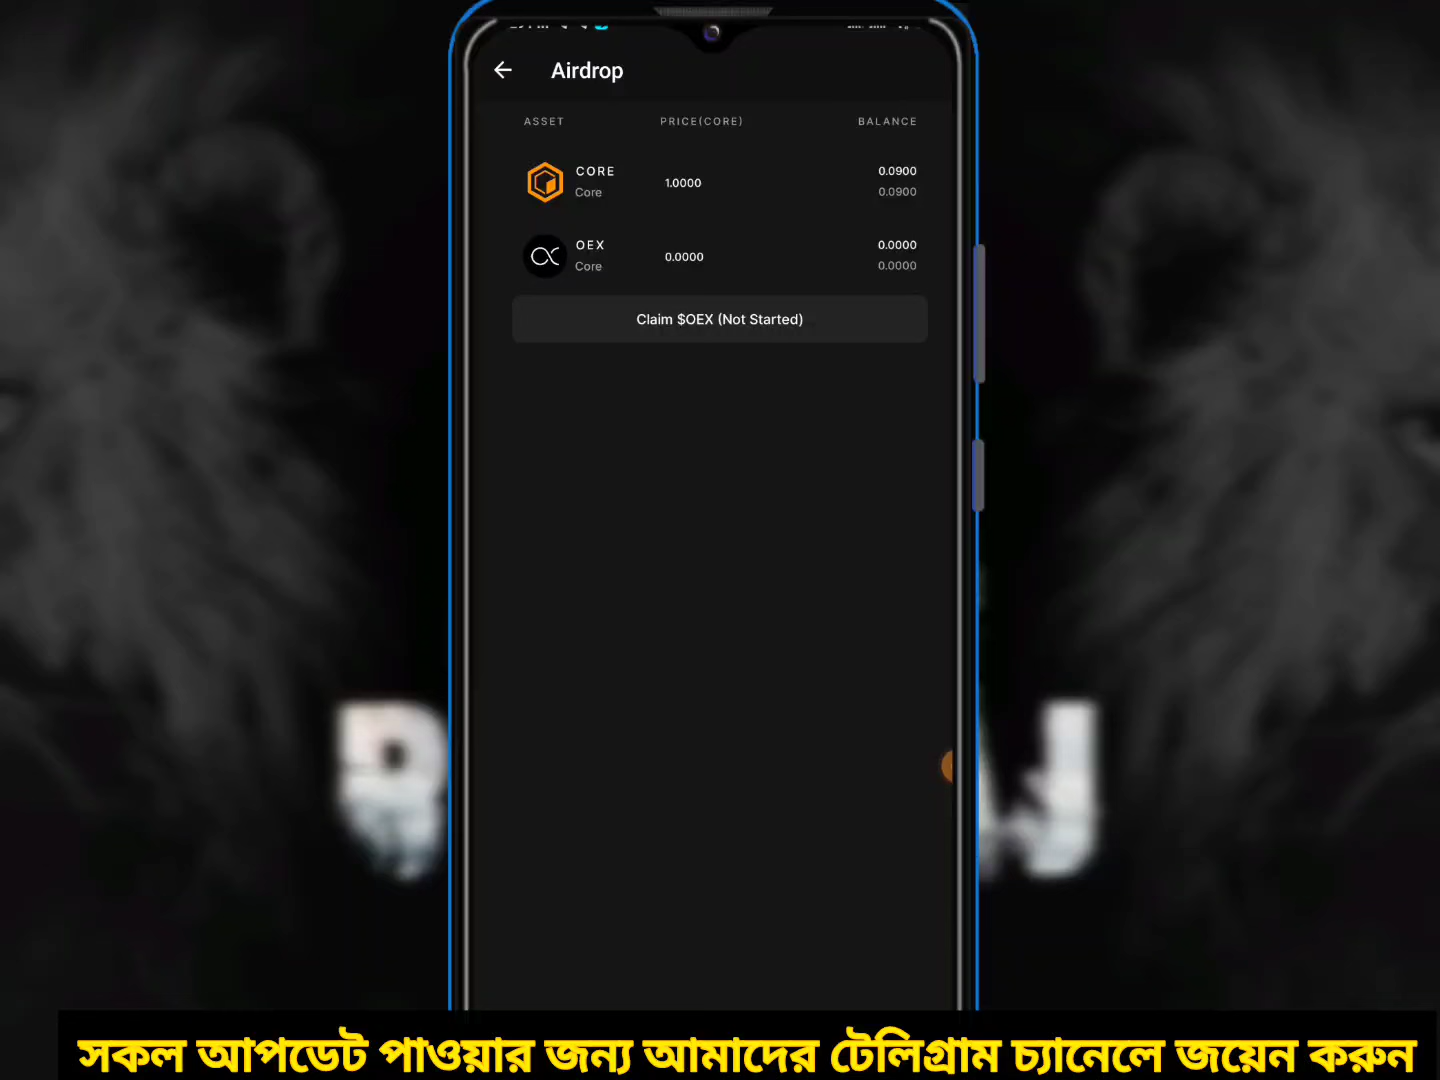 Airdrop
ASSET PRICE(CORE) BALANCE
CORE 1.0000 0.0900
Core 0.0900
OEX 0.0000 0.0000
Core 0.0000
Claim $OEX (Not Started)
সকল আপডেট পাওয়ার জন্য আমাদের টেলিগ্রাম চ্যানেলে জয়েন করুন